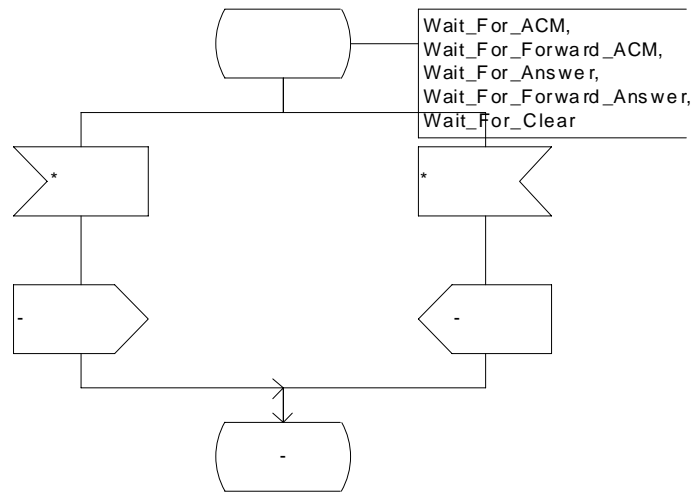 Wait_For_ACM,
Wait_For_Forward_ACM,
Wait_For_Answer,
Wait_For_Forward_Answer,
Wait_For_Clear
*
*
-
-
-